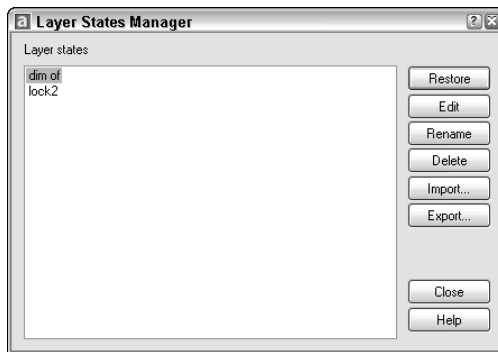 a Layer States Manager ? X
Layer states
dim of
lock2
Restore
Edit
Rename
Delete
Import...
Export...
Close
Help